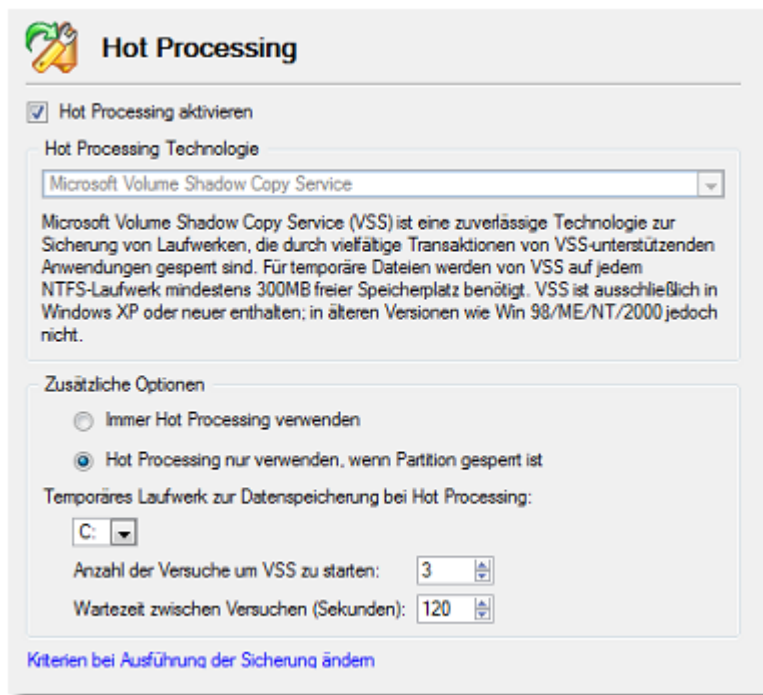 Hot Processing
Hot Processing aktivieren
Hot Processing Technologie
Microsoft Volume Shadow Copy Service
Microsoft Volume Shadow Copy Service (VSS) ist eine zuverlässige Technologie zur
Sicherung von Laufwerken, die durch vielfältige Transaktionen von VSS-unterstützenden
Anwendungen gesperrt sind. Für temporäre Dateien werden von VSS auf jedem
NTFS-Laufwerk mindestens 300MB freier Speicherplatz benötigt. VSS ist ausschließlich in
Windows XP oder neuer enthalten; in älteren Versionen wie Win 98/ME/NT/2000 jedoch
nicht.
Zusätzliche Optionen
Immer Hot Processing verwenden
Hot Processing nur verwenden, wenn Partition gesperrt ist
Temporäres Laufwerk zur Datenspeicherung bei Hot Processing:
C:
Anzahl der Versuche um VSS zu starten: 3
Wartezeit zwischen Versuchen (Sekunden): 120
Kriterien bei Ausführung der Sicherung ändern